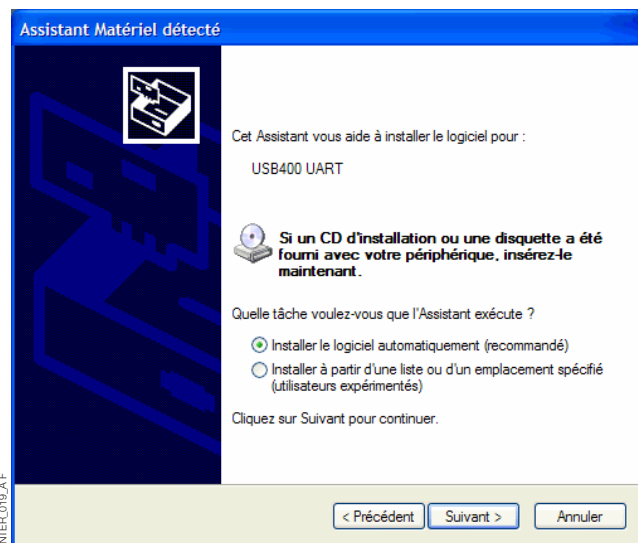 Assistant Matériel détecté
Cet Assistant vous aide à installer le logiciel pour :
USB400 UART
Si un CD d'installation ou une disquette a été
fourni avec votre périphérique, insérez-le
maintenant.
Quelle tâche voulez-vous que l'Assistant exécute ?
Installer le logiciel automatiquement (recommandé)
Installer à partir d'une liste ou d'un emplacement spécifié
(utilisateurs expérimentés)
Cliquez sur Suivant pour continuer.
< Précédent
Suivant >
Annuler